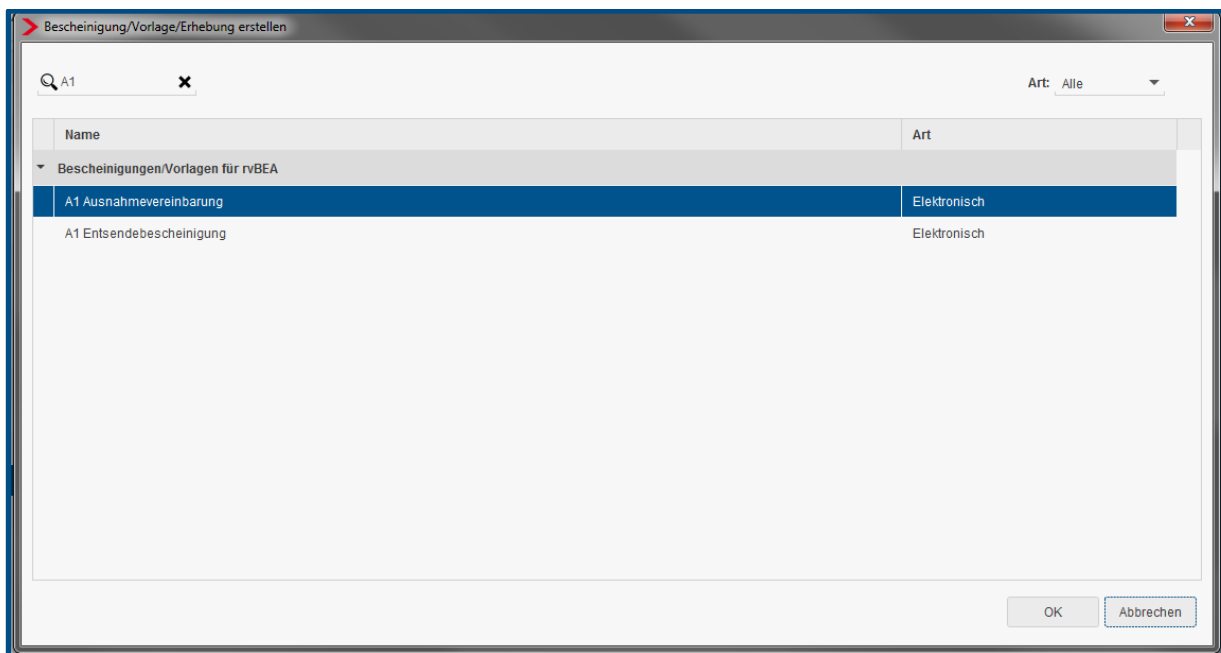 Bescheinigung/Vorlage/Erhebung erstellen
A1 Art: Alle
Name Art
Bescheinigungen/Vorlagen für rvBEA
A1 Ausnahmevereinbarung Elektronisch
A1 Entsendebescheinigung Elektronisch
OK Abbrechen